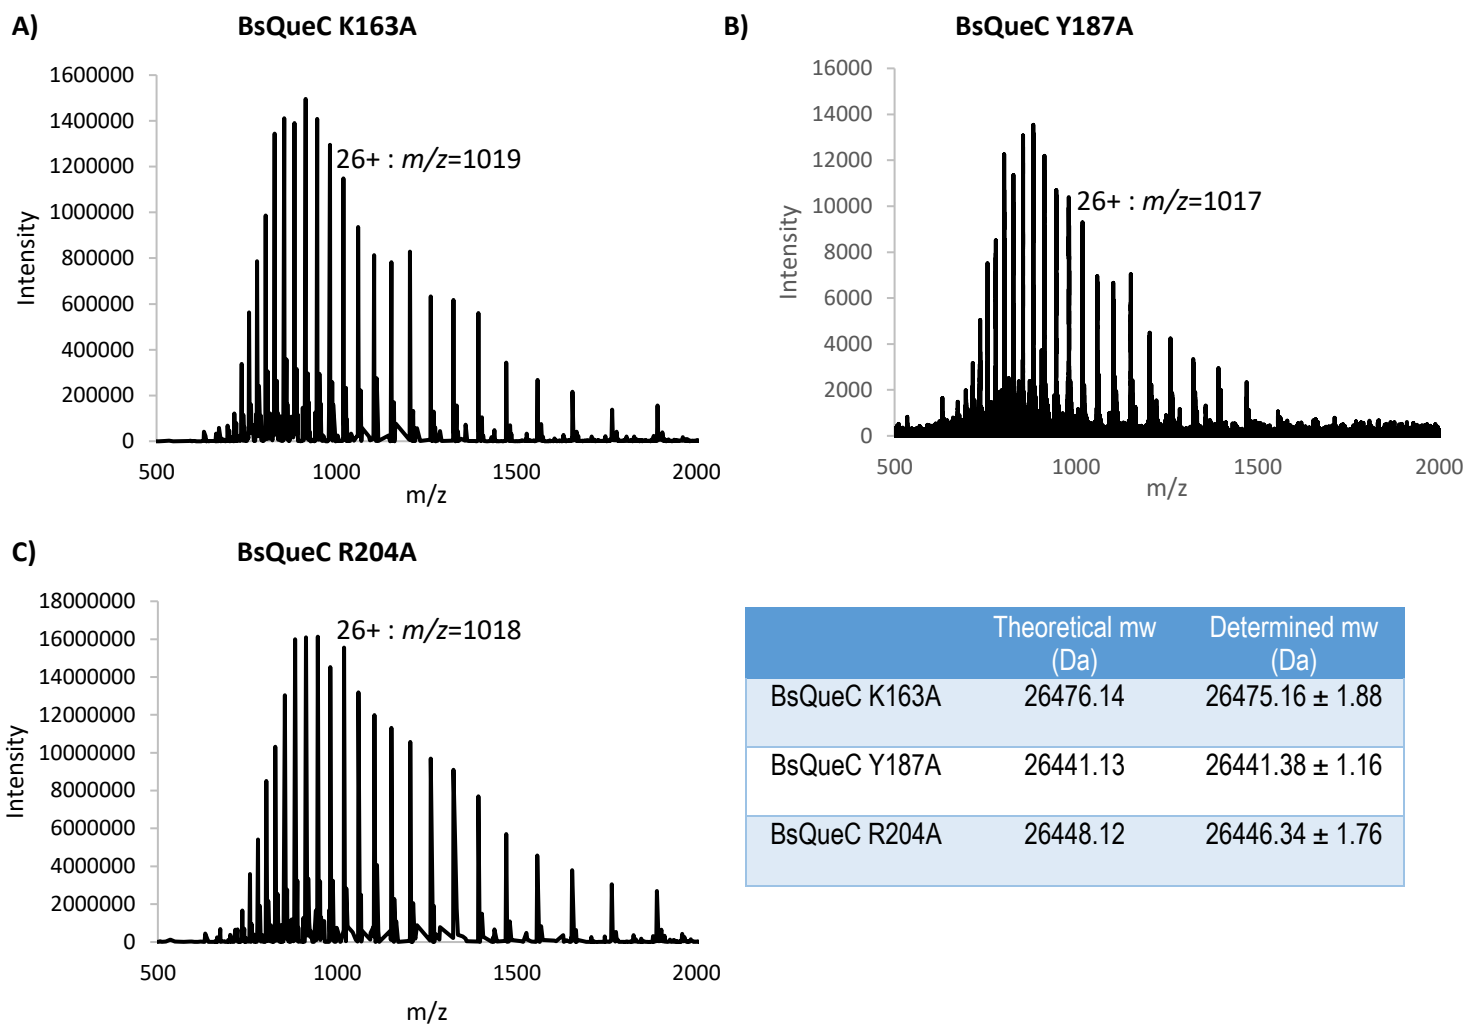 A)
BsQueC K163A
1600000
1400000
1200000
1000000
800000
600000
400000
200000
0
Intensity
26+ : m/z=1019
500
1000
1500
2000
m/z
B)
BsQueC Y187A
16000
14000
12000
10000
8000
6000
4000
2000
0
Intensity
26+ : m/z=1017
500
1000
1500
2000
m/z
C)
BsQueC R204A
18000000
16000000
14000000
12000000
10000000
8000000
6000000
4000000
2000000
0
Intensity
26+ : m/z=1018
500
1000
1500
2000
m/z
Theoretical mw Determined mw
(Da) (Da)
BsQueC K163A 26476.14 26475.16 ± 1.88
BsQueC Y187A 26441.13 26441.38 ± 1.16
BsQueC R204A 26448.12 26446.34 ± 1.76